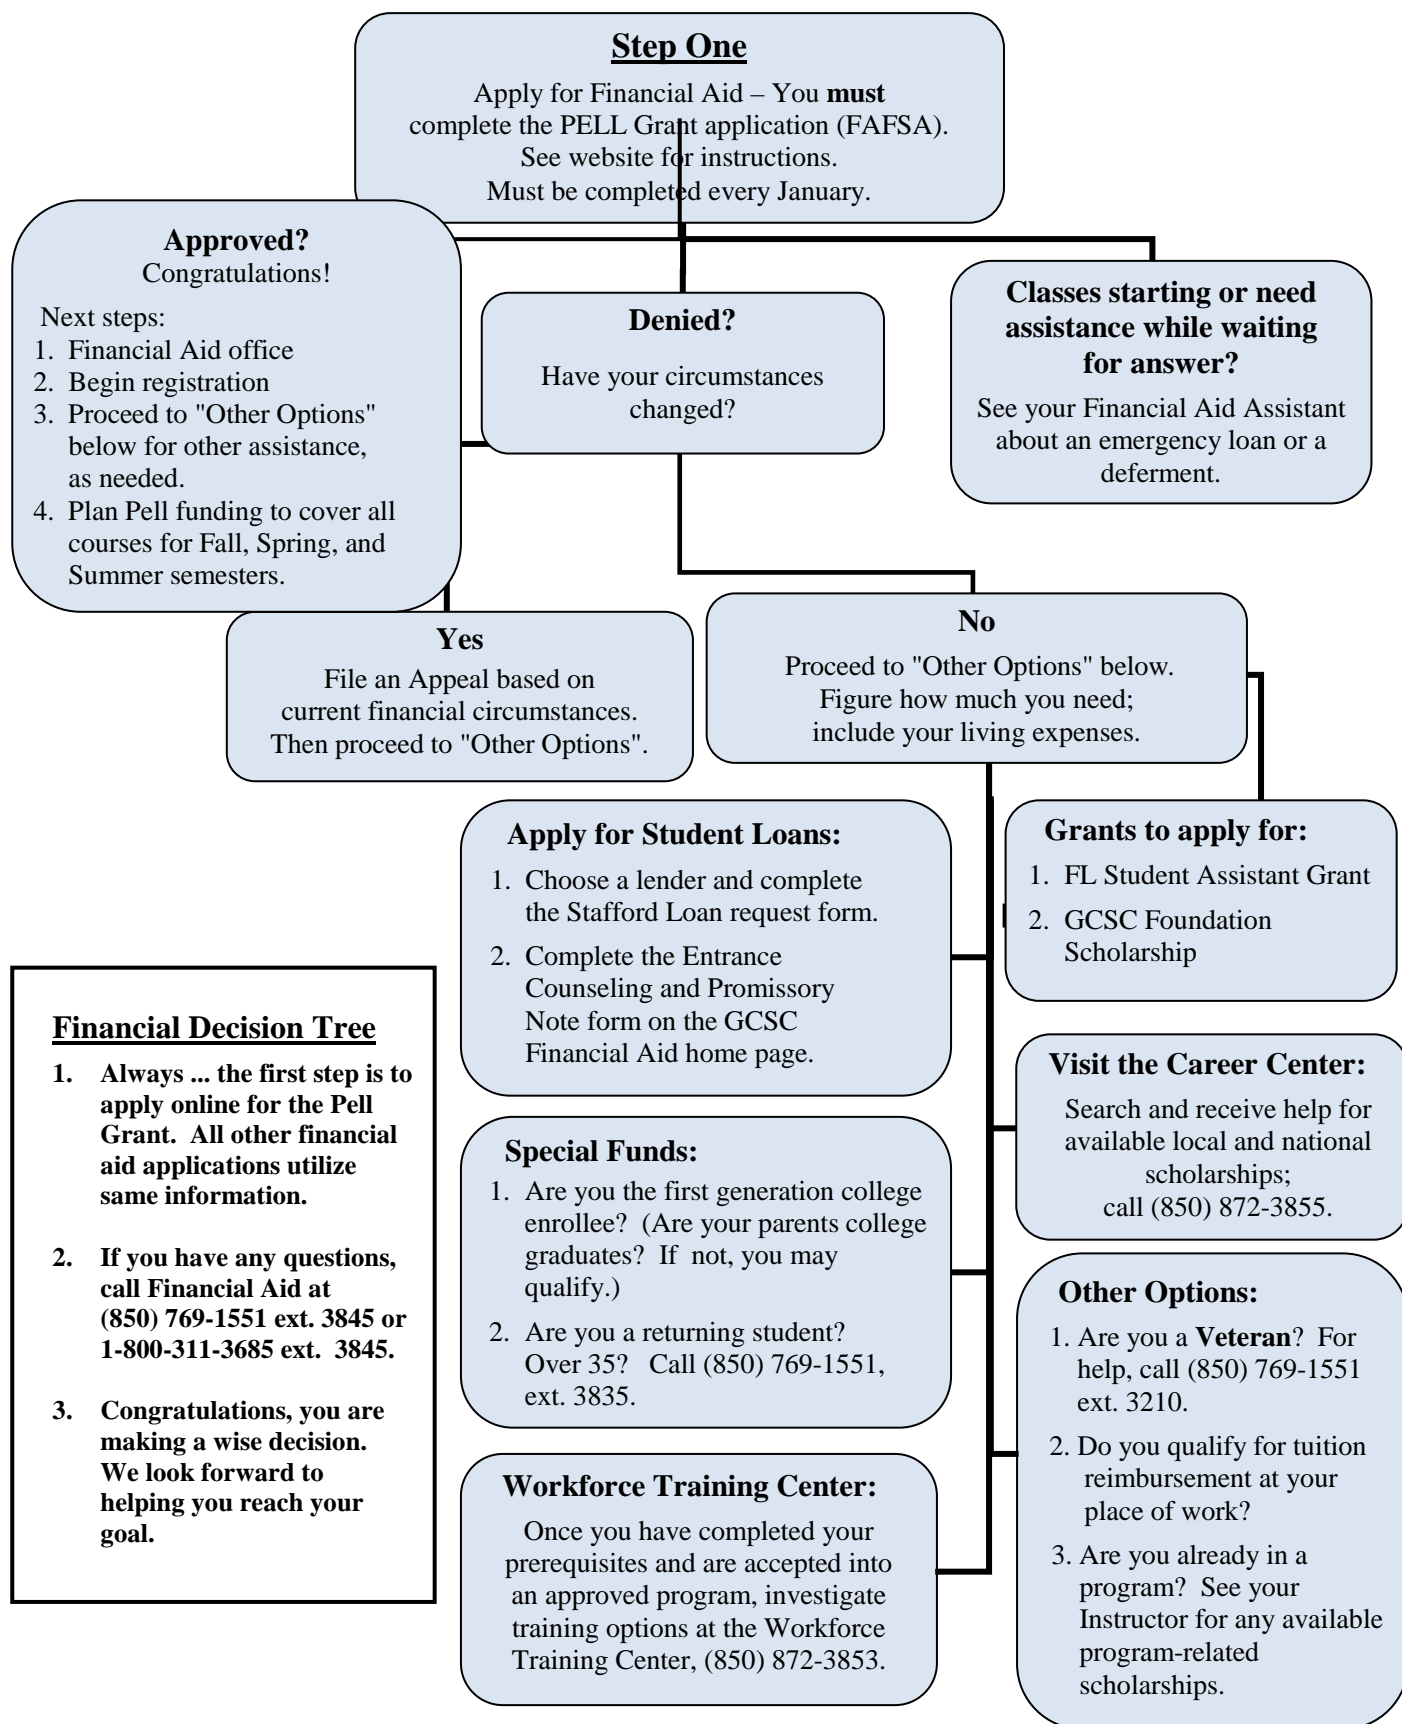 Step One
Apply for Financial Aid – You must
complete the PELL Grant application (FAFSA).
See website for instructions.
Must be completed every January.
Approved?
Congratulations!
Next steps:
1. Financial Aid office
2. Begin registration
3. Proceed to "Other Options"
below for other assistance,
as needed.
4. Plan Pell funding to cover all
courses for Fall, Spring, and
Summer semesters.
Denied?
Have your circumstances
changed?
Classes starting or need
assistance while waiting
for answer?
See your Financial Aid Assistant
about an emergency loan or a
deferment.
Yes
File an Appeal based on
current financial circumstances.
Then proceed to "Other Options".
No
Proceed to "Other Options" below.
Figure how much you need;
include your living expenses.
Apply for Student Loans:
1. Choose a lender and complete
the Stafford Loan request form.
2. Complete the Entrance
Counseling and Promissory
Note form on the GCSC
Financial Aid home page.
Grants to apply for:
1. FL Student Assistant Grant
2. GCSC Foundation
Scholarship
Financial Decision Tree
1. Always ... the first step is to
apply online for the Pell
Grant. All other financial
aid applications utilize
same information.
2. If you have any questions,
call Financial Aid at
(850) 769-1551 ext. 3845 or
1-800-311-3685 ext. 3845.
3. Congratulations, you are
making a wise decision.
We look forward to
helping you reach your
goal.
Visit the Career Center:
Search and receive help for
available local and national
scholarships;
call (850) 872-3855.
Special Funds:
1. Are you the first generation college
enrollee? (Are your parents college
graduates? If not, you may
qualify.)
2. Are you a returning student?
Over 35? Call (850) 769-1551,
ext. 3835.
Other Options:
1. Are you a Veteran? For
help, call (850) 769-1551
ext. 3210.
2. Do you qualify for tuition
reimbursement at your
place of work?
3. Are you already in a
program? See your
Instructor for any available
program-related
scholarships.
Workforce Training Center:
Once you have completed your
prerequisites and are accepted into
an approved program, investigate
training options at the Workforce
Training Center, (850) 872-3853.